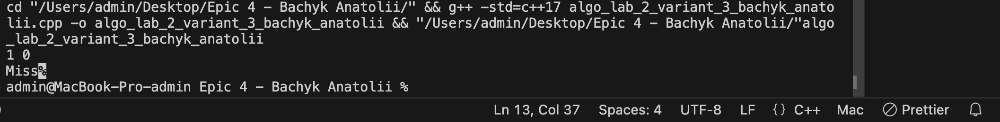 cd "/Users/admin/Desktop/Epic 4 – Bachyk Anatolii/" && g++ -std=c++17 algo_lab_2_variant_3_bachyk_anato
lii.cpp -o algo_lab_2_variant_3_bachyk_anatolii && "/Users/admin/Desktop/Epic 4 – Bachyk Anatolii/"algo
_lab_2_variant_3_bachyk_anatolii
1 0
Miss%
admin@MacBook-Pro-admin Epic 4 – Bachyk Anatolii %
Ln 13, Col 37 Spaces: 4 UTF-8 LF {} C++ Mac Prettier